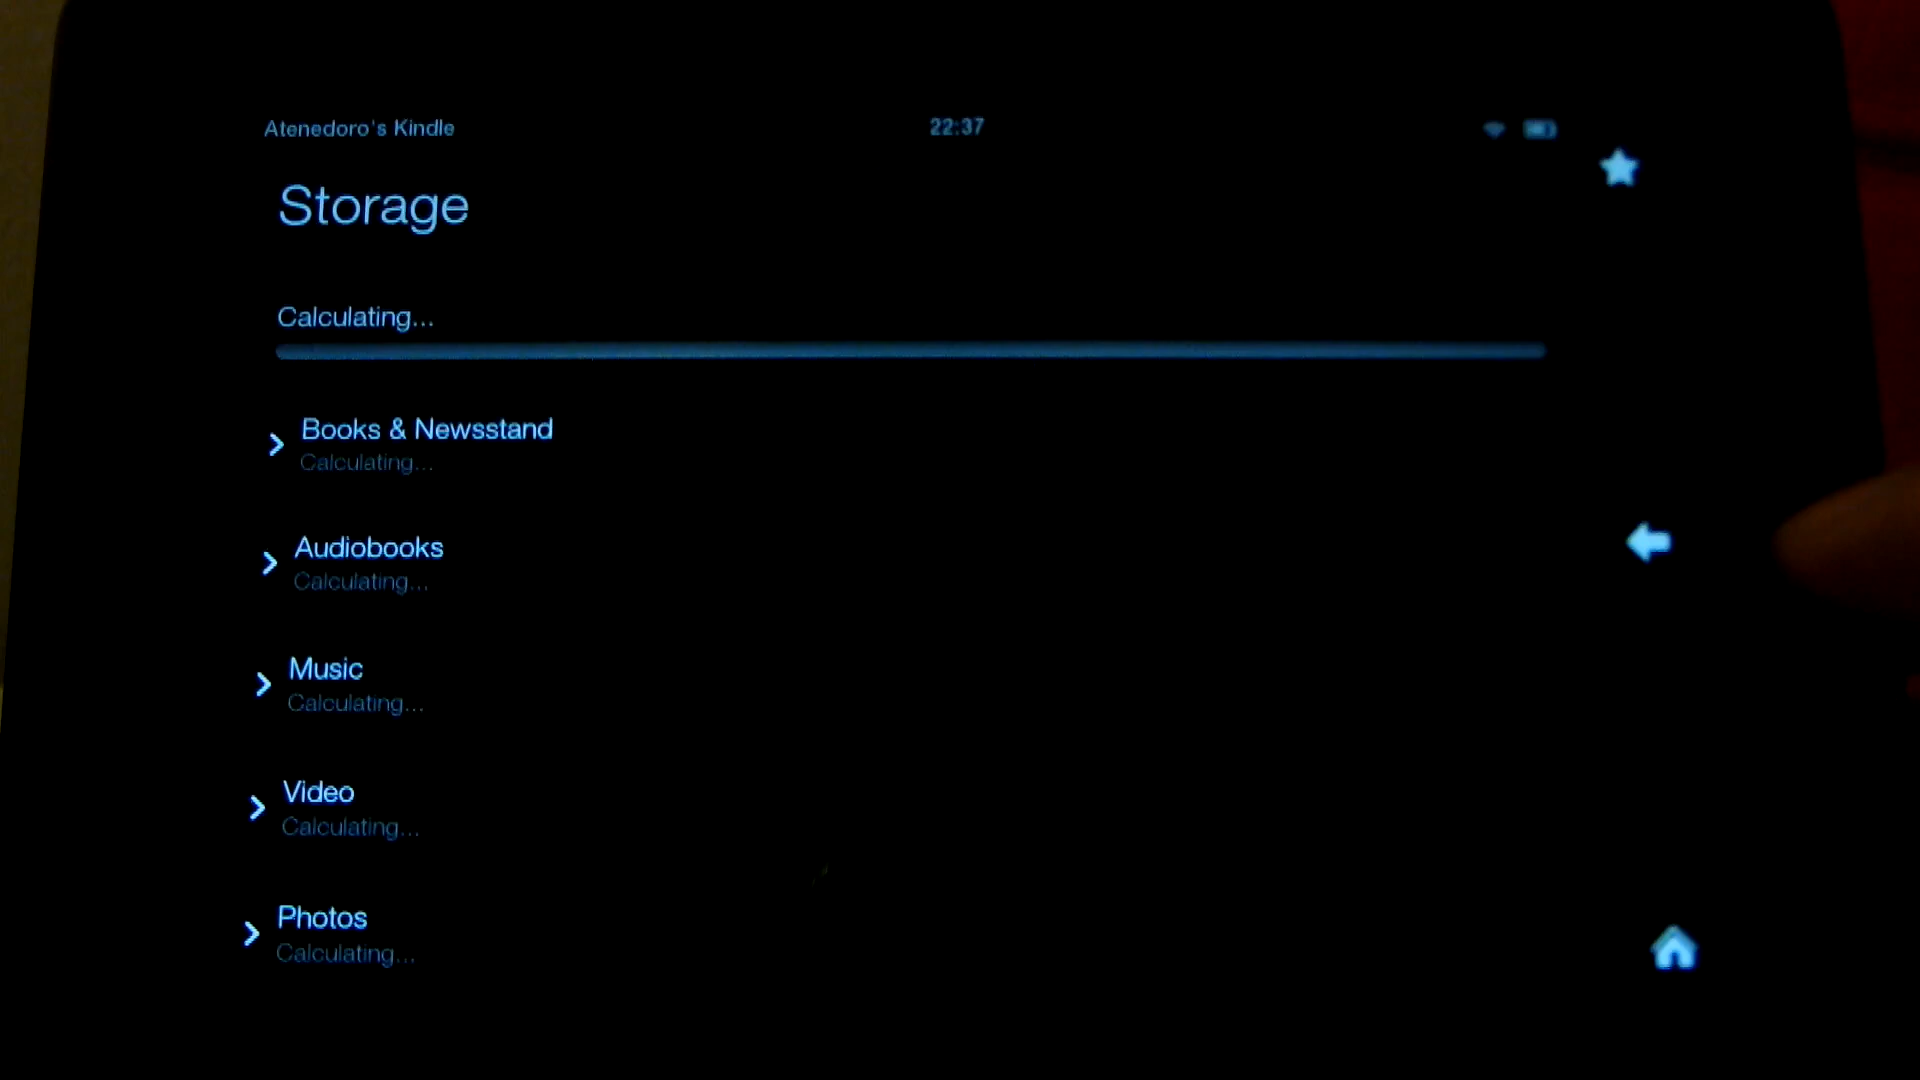 Atenedoro's Kindle
22:37
Storage
Calculating...
Books & Newsstand
Calculating...
Audiobooks
Calculating...
Music
Calculating...
Video
Calculating...
Photos
Calculating...